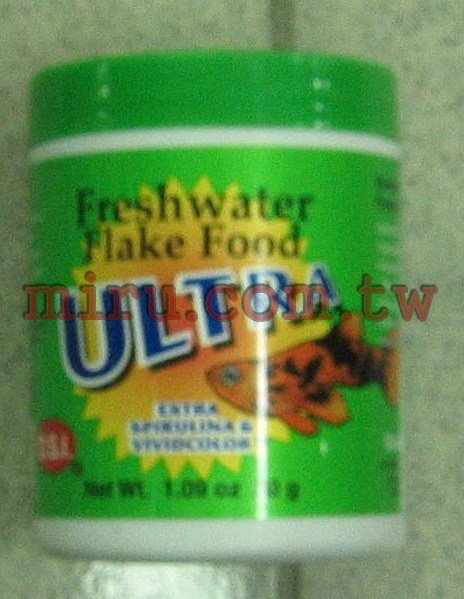 Freshwater
Flake Food
miru.com.tw
ULTRA
EXTRA
SPIRULINA &
VIVIDCOLOR
Net Wt. 1.09 oz